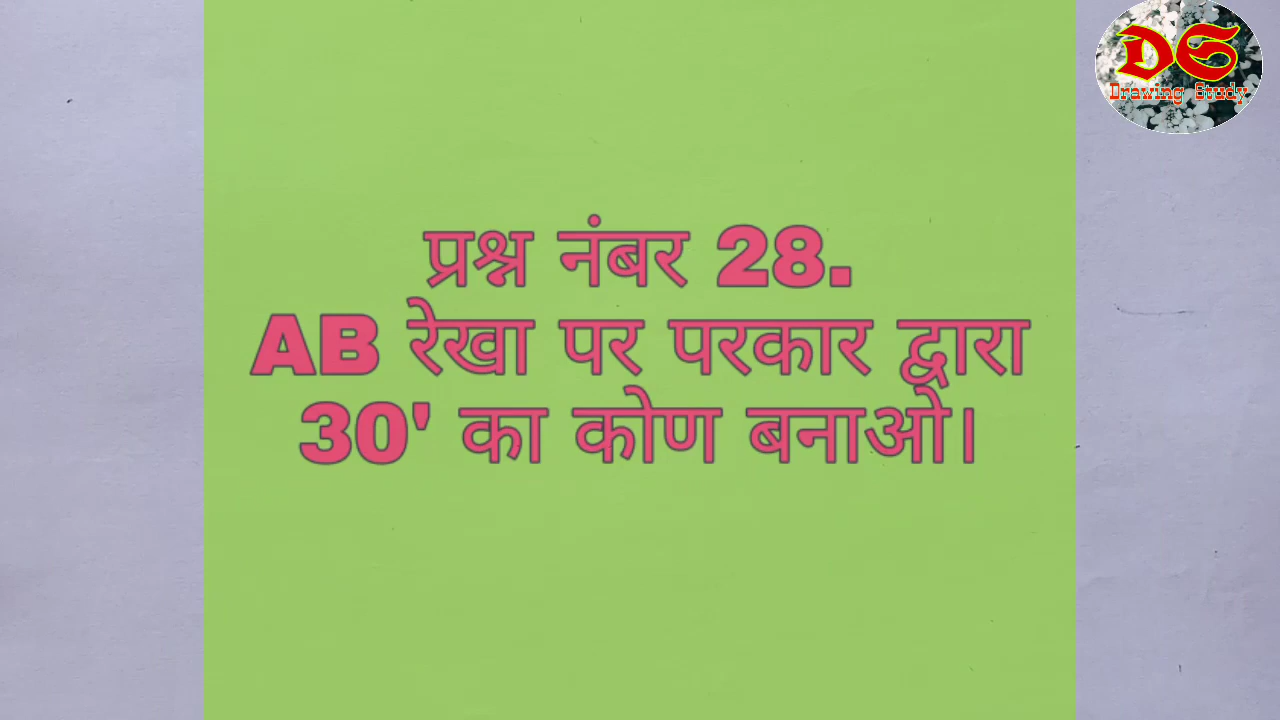 DS
Drawing Study
प्रश्न नंबर 28.
AB रेखा पर परकार द्वारा
30' का कोण बनाओ।